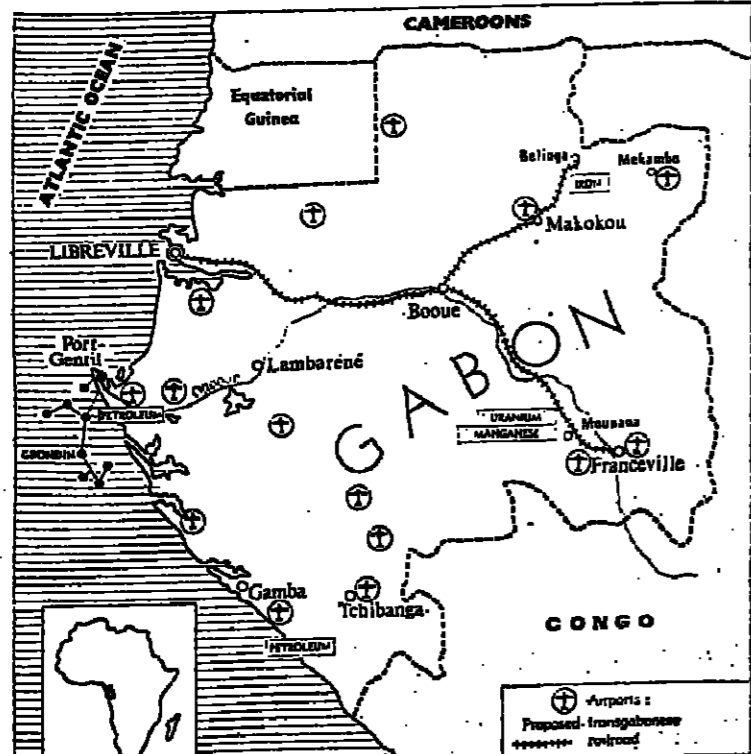 CAMEROONS
ATLANTIC OCEAN
Equatorial
Guinea
Belinga
Mekambo
IRON
Makokou
LIBREVILLE
Booue
Port-
Gentil
Lambaréné
GABON
PETROLEUM
URANIUM
MANGANESE
Mounana
GRONDIN
Franceville
Gamba
Tchibanga
CONGO
PETROLEUM
Airports :
Proposed transgabonese
railroad